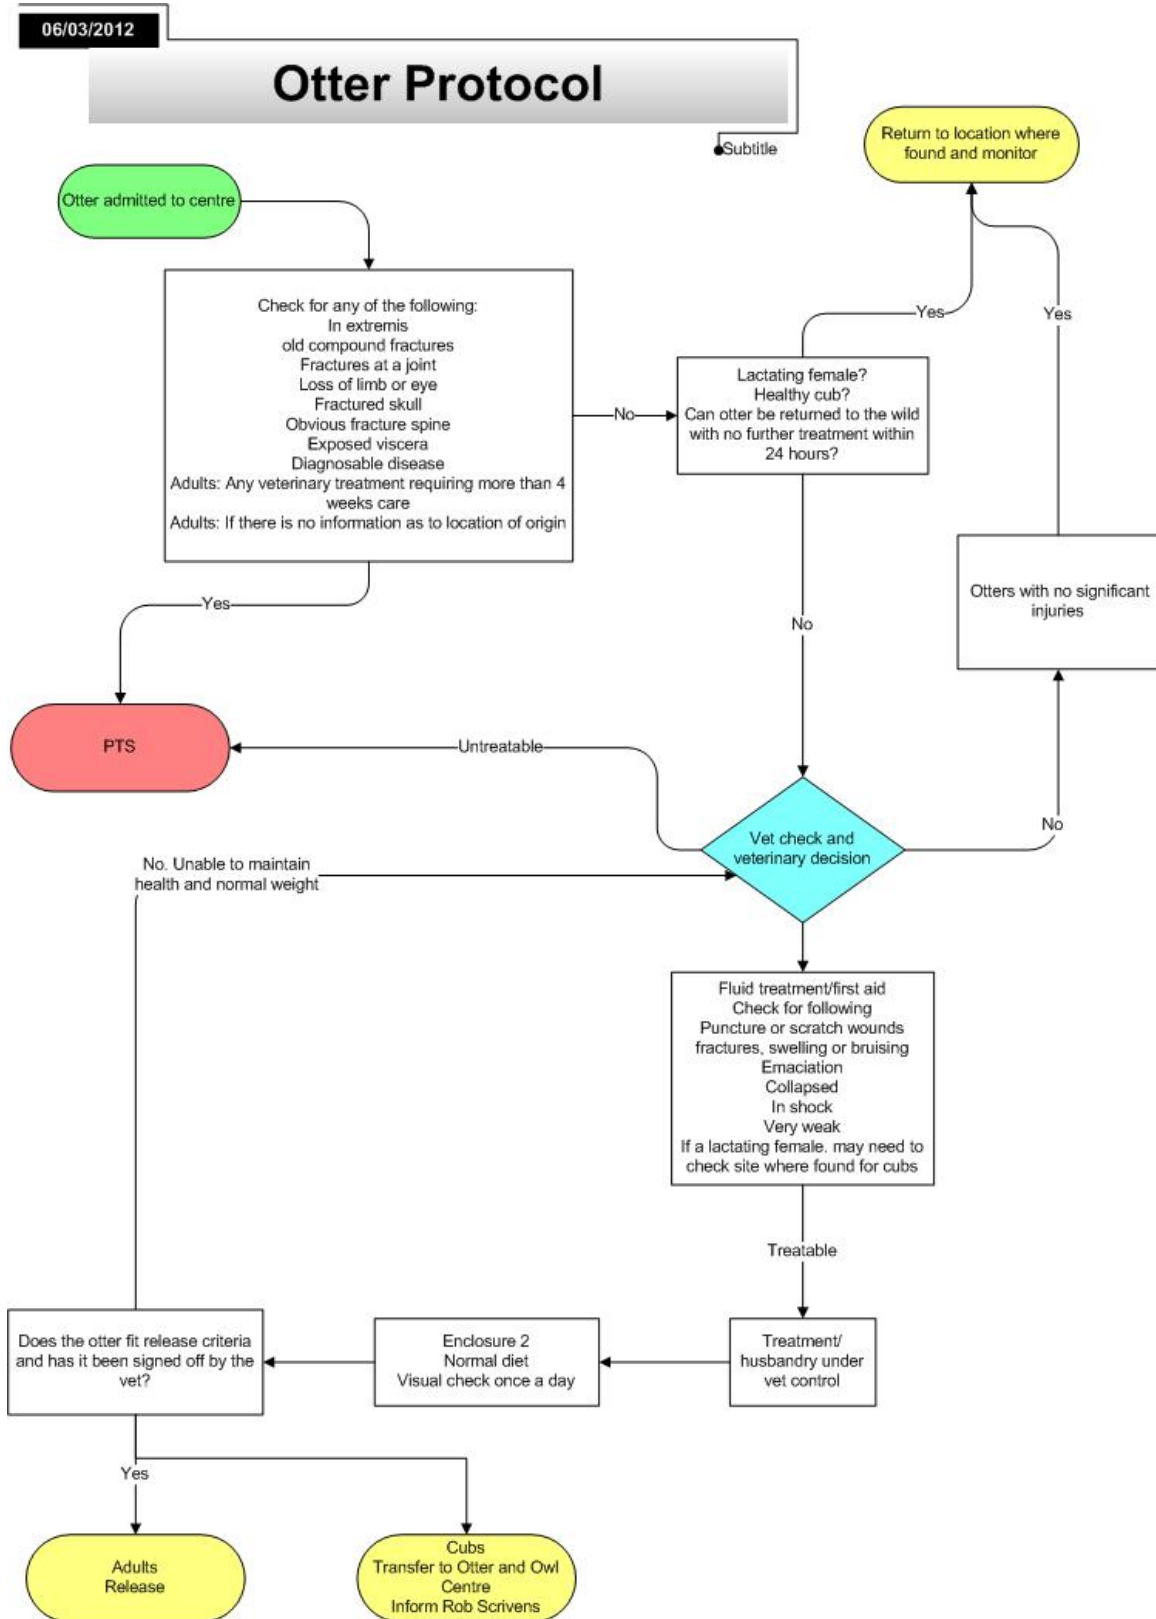 06/03/2012
Otter Protocol
Subtitle
Return to location where
found and monitor
Otter admitted to centre
Check for any of the following:
In extremis
old compound fractures
Fractures at a joint
Loss of limb or eye
Fractured skull
Obvious fracture spine
Exposed viscera
Diagnosable disease
Adults: Any veterinary treatment requiring more than 4
weeks care
Adults: If there is no information as to location of origin
No
Lactating female?
Healthy cub?
Can otter be returned to the wild
with no further treatment within
24 hours?
Yes
Yes
Otters with no significant
injuries
Yes
No
PTS
Untreatable
Vet check and
veterinary decision
No
No. Unable to maintain
health and normal weight
Fluid treatment/first aid
Check for following
Puncture or scratch wounds
fractures, swelling or bruising
Emaciation
Collapsed
In shock
Very weak
If a lactating female. may need to
check site where found for cubs
Treatable
Does the otter fit release criteria
and has it been signed off by the
vet?
Enclosure 2
Normal diet
Visual check once a day
Treatment/
husbandry under
vet control
Yes
Adults
Release
Cubs
Transfer to Otter and Owl
Centre
Inform Rob Scrivens